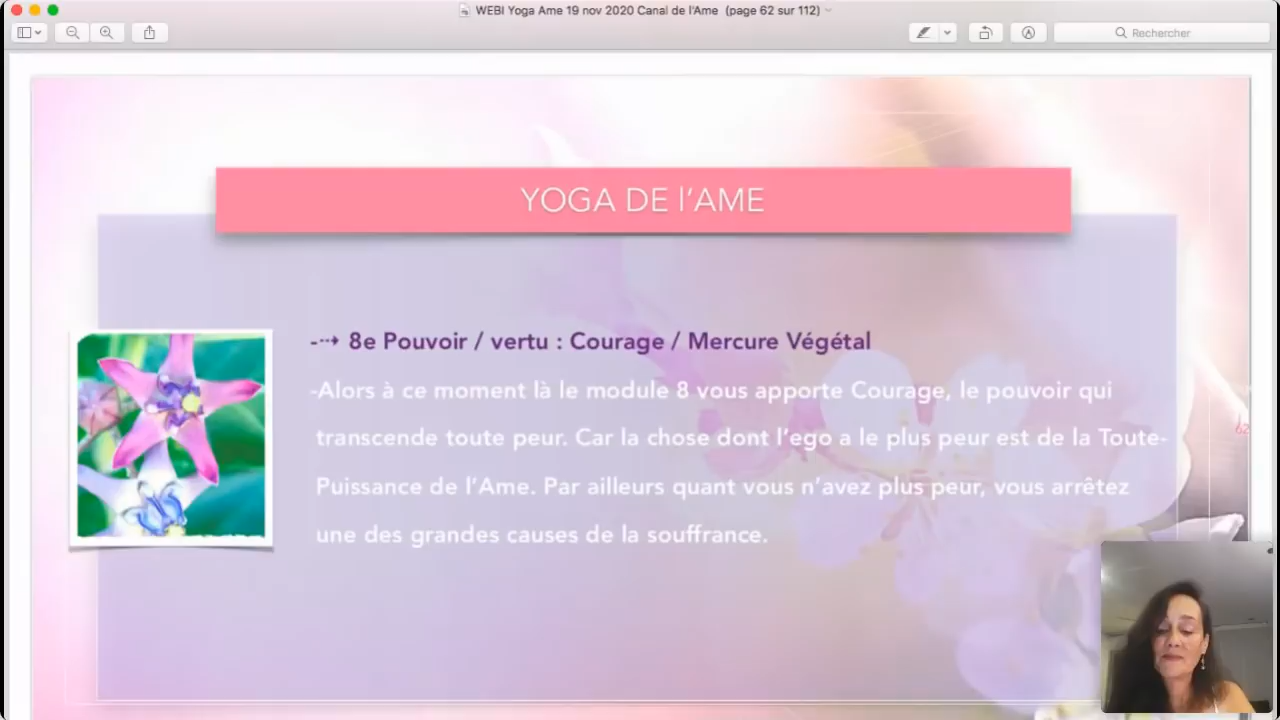 WEBI Yoga Ame 19 nov 2020 Canal de l'Ame (page 62 sur 112)
Rechercher
YOGA DE l'AME
8e Pouvoir / vertu : Courage / Mercure Végétal
-Alors à ce moment là le module 8 vous apporte Courage, le pouvoir qui
transcende toute peur. Car la chose dont l'ego a le plus peur est de la Toute-
Puissance de l'Ame. Par ailleurs quant vous n'avez plus peur, vous arrêtez
une des grandes causes de la souffrance.